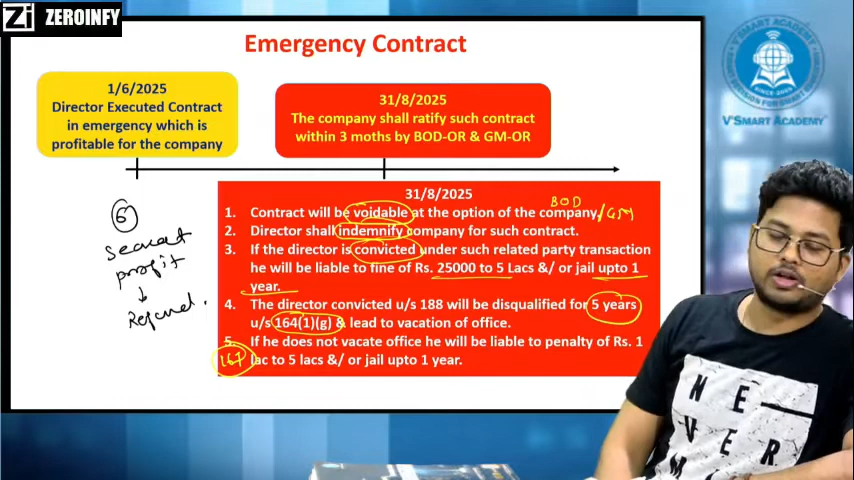 Zi ZEROINFY
Emergency Contract
V'SMART ACADEMY
1/6/2025
Director Executed Contract
in emergency which is
profitable for the company
31/8/2025
The company shall ratify such contract
within 3 moths by BOD-OR & GM-OR
31/8/2025
BOD
1. Contract will be voidable at the option of the company /GM
2. Director shall indemnify company for such contract.
3. If the director is convicted under such related party transaction
he will be liable to fine of Rs. 25000 to 5 Lacs &/ or jail upto 1
year.
4. The director convicted u/s 188 will be disqualified for 5 years
u/s 164(1)(g) & lead to vacation of office.
5. If he does not vacate office he will be liable to penalty of Rs. 1
167 lac to 5 lacs &/ or jail upto 1 year.
6
profit
NE
VER
M